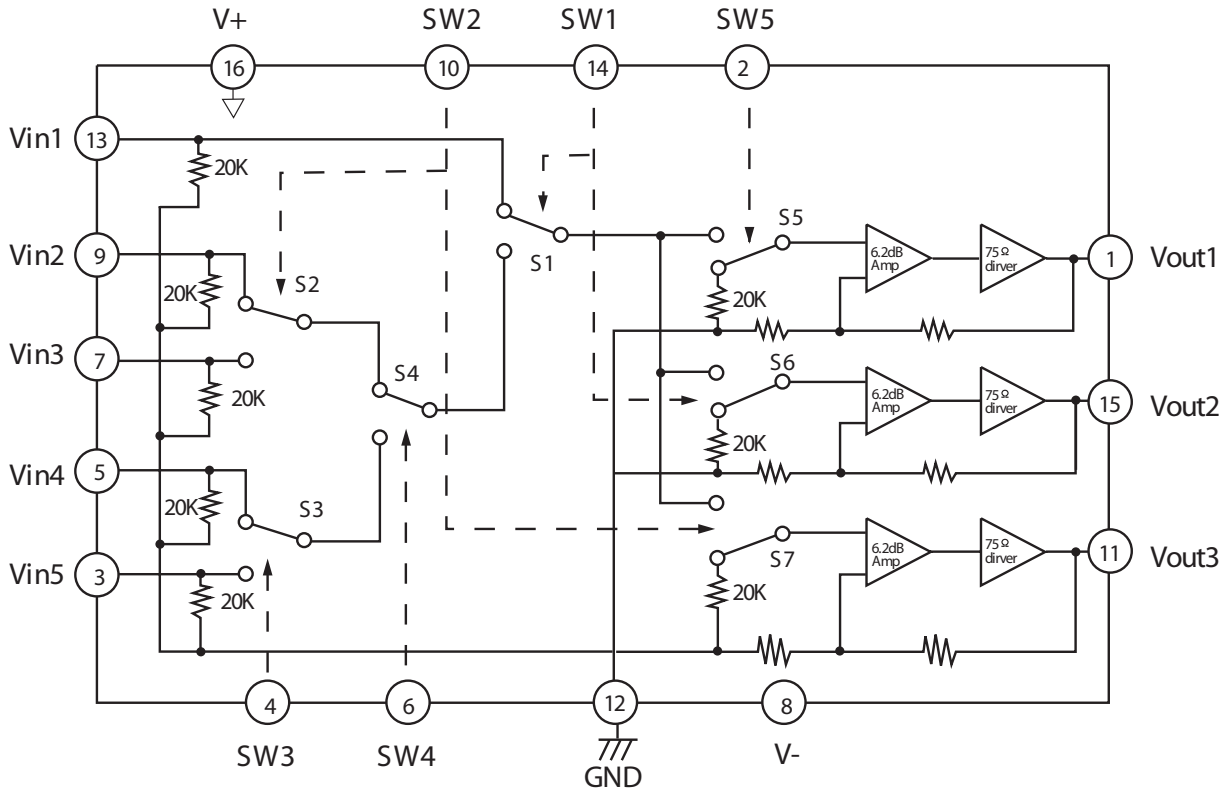 V+
SW2
SW1
SW5
16
10
14
2
Vin1
13
20K
S5
S1
Vin2
9
20K
S2
6.2dB
Amp
75Ω
dirver
1
Vout1
20K
Vin3
7
20K
S4
S6
6.2dB
Amp
75Ω
dirver
15
Vout2
20K
Vin4
5
20K
S3
S7
6.2dB
Amp
75Ω
dirver
11
Vout3
Vin5
3
20K
20K
4
6
12
8
SW3
SW4
GND
V-